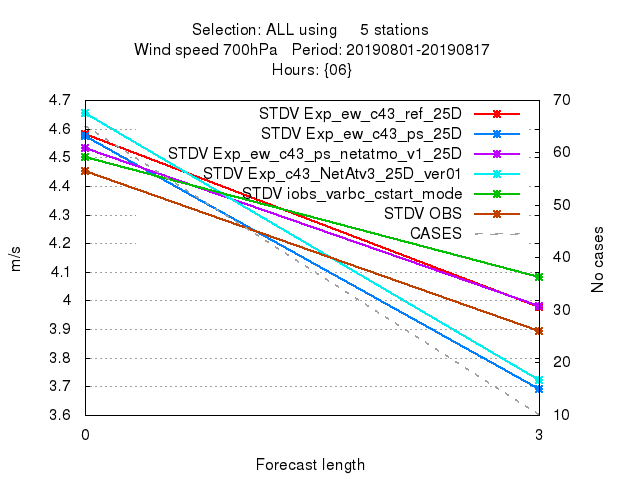 Selection: ALL using     5 stations
Wind speed 700hPa   Period: 20190801-20190817
Hours: {06}
4.7
4.6
4.5
4.4
4.3
4.2
4.1
4
3.9
3.8
3.7
3.6
m/s
STDV Exp_ew_c43_ref_25D
STDV Exp_ew_c43_ps_25D
STDV Exp_ew_c43_ps_netatmo_v1_25D
STDV Exp_c43_NetAtv3_25D_ver01
STDV iobs_varbc_cstart_mode
STDV OBS
CASES
70
60
50
40
30
20
10
No cases
0
3
Forecast length